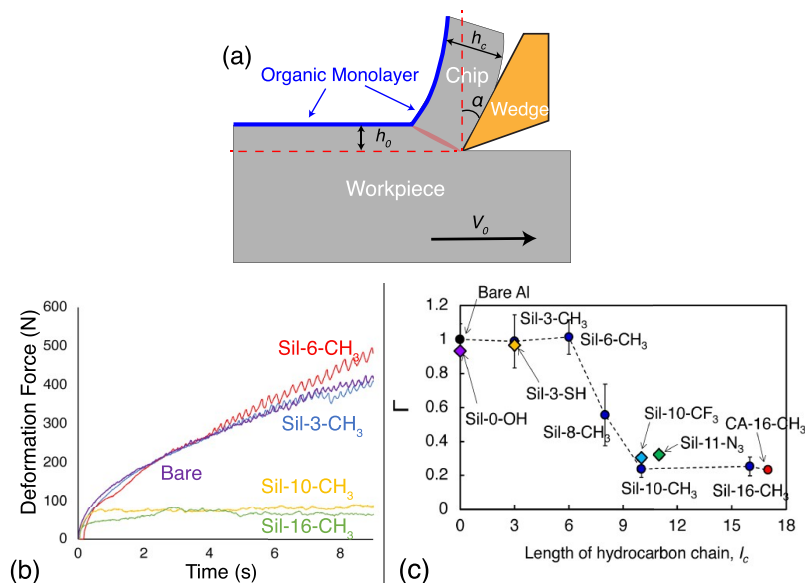 (a)
Organic Monolayer
h_c
Chip
α
Wedge
h_0
Workpiece
V_0
(b)
Deformation Force (N)
600
500
400
300
200
100
0
Sil-6-CH₃
Sil-3-CH₃
Bare
Sil-10-CH₃
Sil-16-CH₃
0
2
4
6
8
Time (s)
(c)
Γ
1.2
1
0.8
0.6
0.4
0.2
0
Bare Al
Sil-3-CH₃
Sil-6-CH₃
Sil-0-OH
Sil-3-SH
Sil-8-CH₃
Sil-10-CF₃
CA-16-CH₃
Sil-11-N₃
Sil-10-CH₃
Sil-16-CH₃
0
3
6
9
12
15
18
Length of hydrocarbon chain, l_c